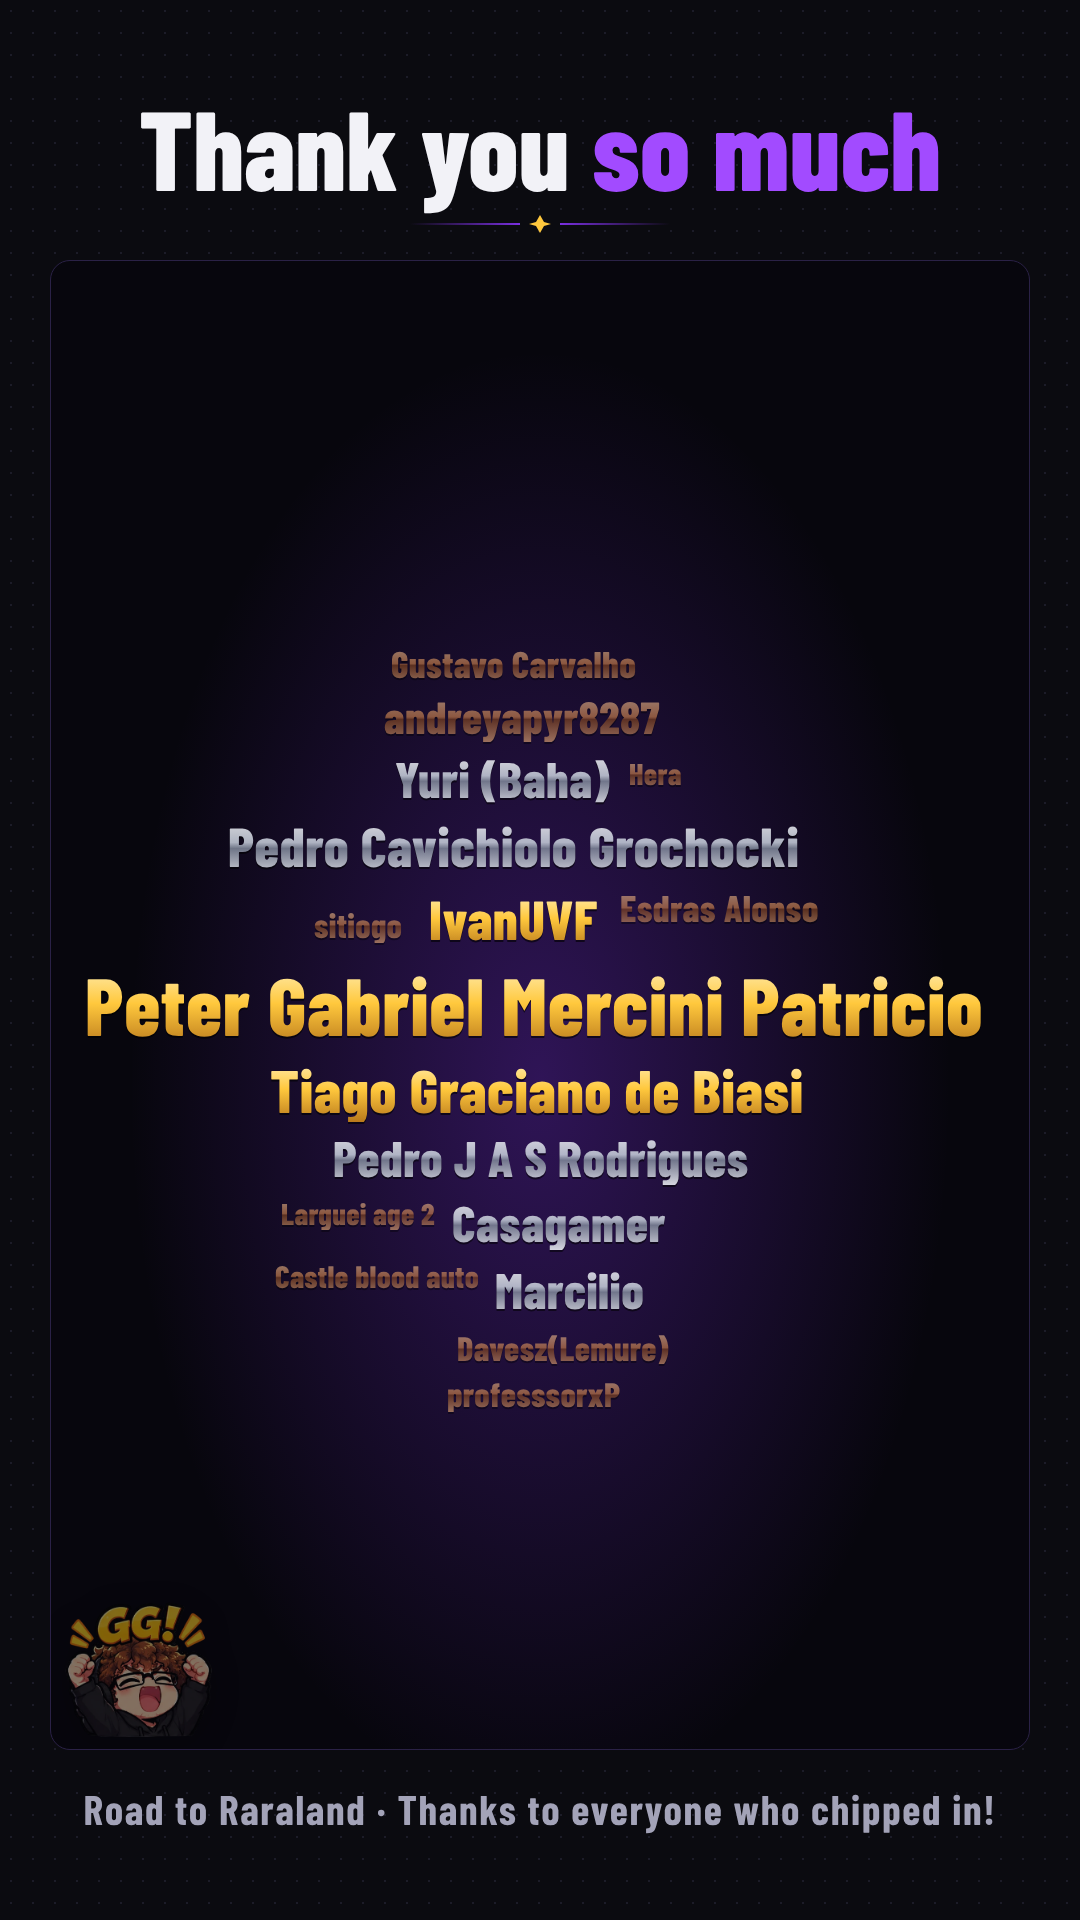 Thank you so much
Gustavo Carvalho
andreyapyr8287
Yuri (Baha) Hera
Pedro Cavichiolo Grochocki
sitiogo IvanUVF Esdras Alonso
Peter Gabriel Mercini Patricio
Tiago Graciano de Biasi
Pedro J A S Rodrigues
Larguei age 2 Casagamer
Castle blood auto Marcilio
Davesz(Lemure)
professsorxP
GG!
Road to Raraland · Thanks to everyone who chipped in!